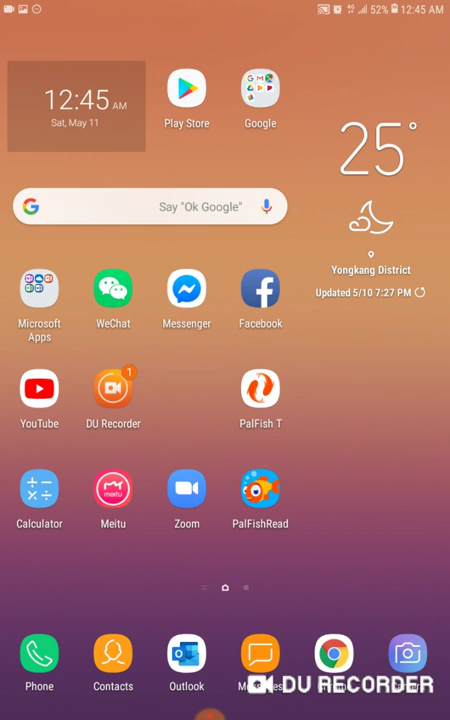 52% 12:45 AM
12:45 AM
Sat, May 11
Play Store
Google
25°
Say "Ok Google"
Yongkang District
Updated 5/10 7:27 PM
Microsoft Apps
WeChat
Messenger
Facebook
1
YouTube
DU Recorder
PalFish T
Calculator
meitu
Meitu
Zoom
PalFishRead
Phone
Contacts
Outlook
DU RECORDER